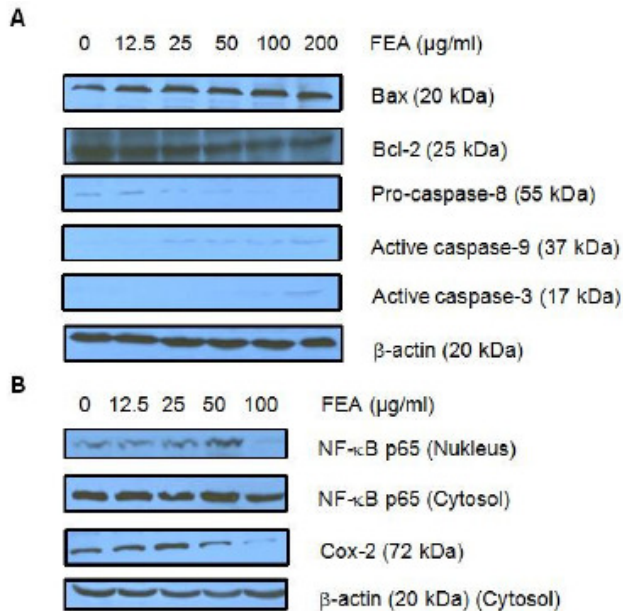 A
0 12.5 25 50 100 200 FEA (µg/ml)
Bax (20 kDa)
Bcl-2 (25 kDa)
Pro-caspase-8 (55 kDa)
Active caspase-9 (37 kDa)
Active caspase-3 (17 kDa)
β-actin (20 kDa)
B
0 12.5 25 50 100 FEA (µg/ml)
NF-κB p65 (Nukleus)
NF-κB p65 (Cytosol)
Cox-2 (72 kDa)
β-actin (20 kDa) (Cytosol)